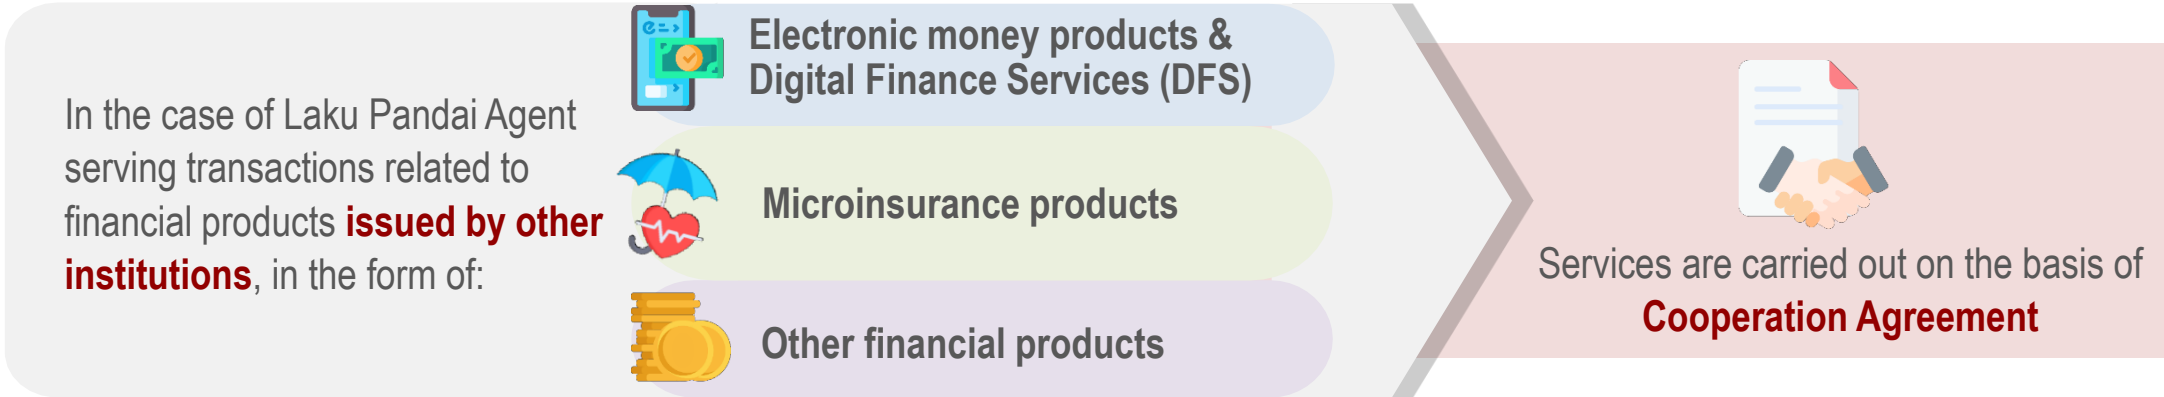 In the case of Laku Pandai Agent
serving transactions related to
financial products issued by other
institutions, in the form of:
Electronic money products &
Digital Finance Services (DFS)
Microinsurance products
Other financial products
Services are carried out on the basis of
Cooperation Agreement